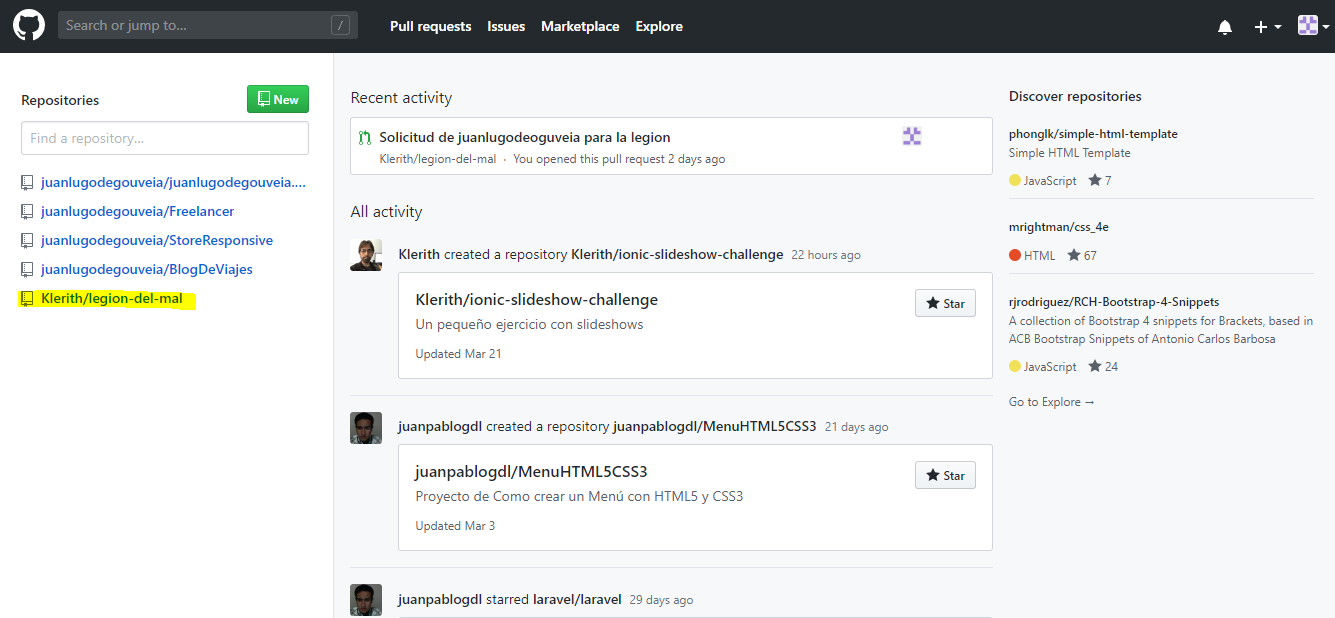 Search or jump to... /
Pull requests Issues Marketplace Explore
Repositories
New
Find a repository...
juanlugodegouveia/juanlugodegouveia....
juanlugodegouveia/Freelancer
juanlugodegouveia/StoreResponsive
juanlugodegouveia/BlogDeViajes
Klerith/legion-del-mal
Recent activity
Solicitud de juanlugodeoguveia para la legion
Klerith/legion-del-mal · You opened this pull request 2 days ago
All activity
Klerith created a repository Klerith/ionic-slideshow-challenge 22 hours ago
Klerith/ionic-slideshow-challenge
Star
Un pequeño ejercicio con slideshows
Updated Mar 21
juanpablogdl created a repository juanpablogdl/MenuHTML5CSS3 21 days ago
juanpablogdl/MenuHTML5CSS3
Star
Proyecto de Como crear un Menú con HTML5 y CSS3
Updated Mar 3
juanpablogdl starred laravel/laravel 29 days ago
Discover repositories
phonglk/simple-html-template
Simple HTML Template
JavaScript 7
mrightman/css_4e
HTML 67
rjrodriguez/RCH-Bootstrap-4-Snippets
A collection of Bootstrap 4 snippets for Brackets, based in
ACB Bootstrap Snippets of Antonio Carlos Barbosa
JavaScript 24
Go to Explore →